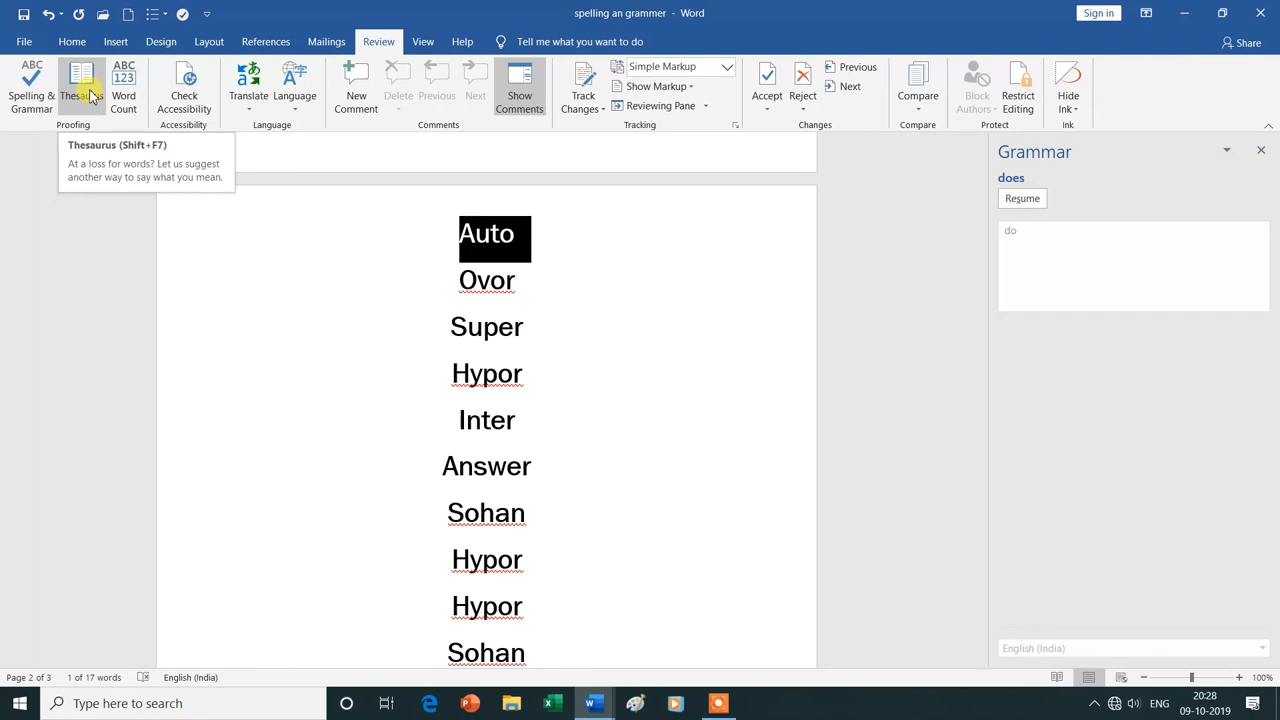 spelling an grammar - Word
Sign in
File Home Insert Design Layout References Mailings Review View Help Tell me what you want to do Share
ABC Spelling & Grammar
Thesaurus
ABC 123 Word Count
Proofing
Check Accessibility
Accessibility
Translate
Language
Language
New Comment
Delete
Previous
Next
Show Comments
Comments
Track Changes
Simple Markup
Show Markup
Reviewing Pane
Tracking
Accept
Reject
Previous
Next
Changes
Compare
Compare
Block Authors
Restrict Editing
Protect
Hide Ink
Ink
Thesaurus (Shift+F7)
At a loss for words? Let us suggest
another way to say what you mean.
Auto
Ovor
Super
Hypor
Inter
Answer
Sohan
Hypor
Hypor
Sohan
Grammar
does
Resume
do
English (India)
Page 2 of 3 1 of 17 words English (India) 100%
Type here to search
ENG
20:28
09-10-2019